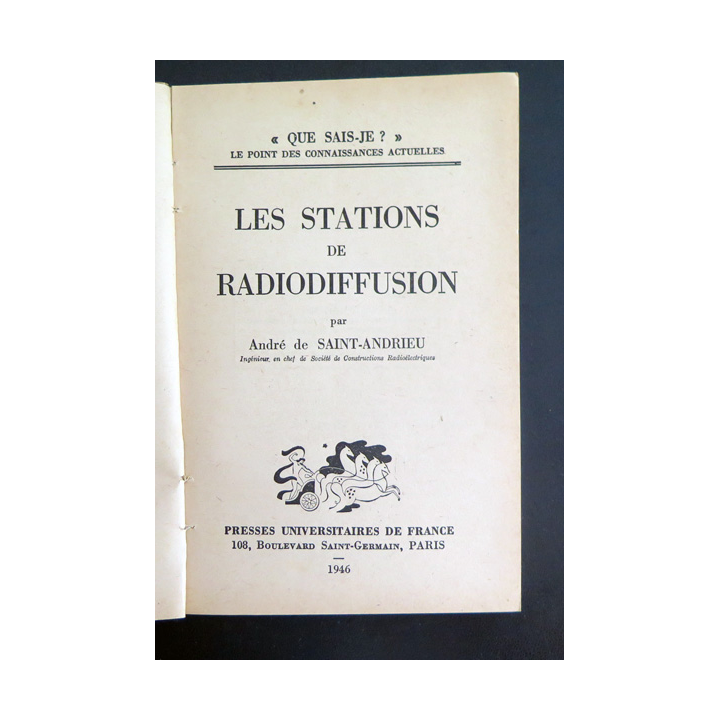 « QUE SAIS-JE ? »
LE POINT DES CONNAISSANCES ACTUELLES
LES STATIONS
DE
RADIODIFFUSION
par
André de SAINT-ANDRIEU
Ingénieur en chef de Société de Constructions Radioélectriques
PRESSES UNIVERSITAIRES DE FRANCE
108, BOULEVARD SAINT-GERMAIN, PARIS
—
1946